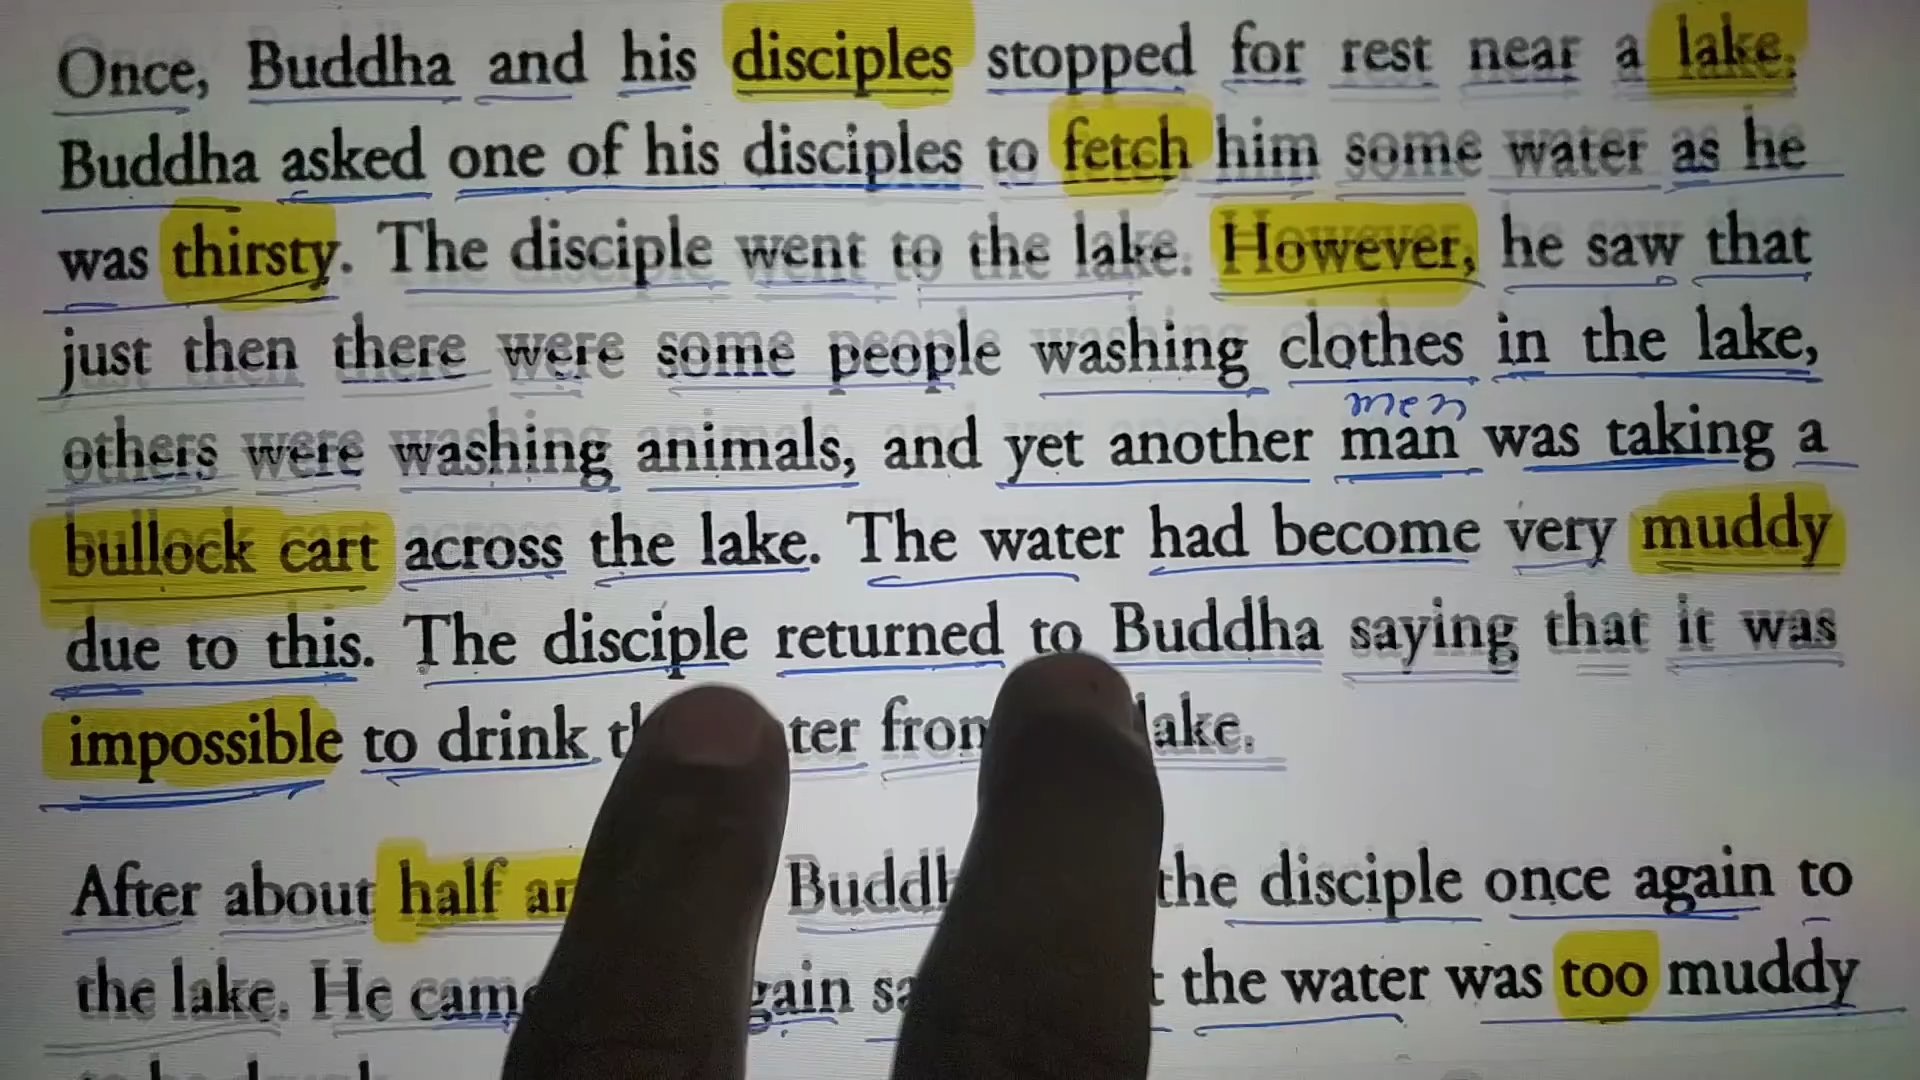 Once, Buddha and his disciples stopped for rest near a lake.
Buddha asked one of his disciples to fetch him some water as he
was thirsty. The disciple went to the lake. However, he saw that
just then there were some people washing clothes in the lake,
men
others were washing animals, and yet another man was taking a
bullock cart across the lake. The water had become very muddy
due to this. The disciple returned to Buddha saying that it was
impossible to drink from lake.
After about half the disciple once again to
the lake. He the water was too muddy